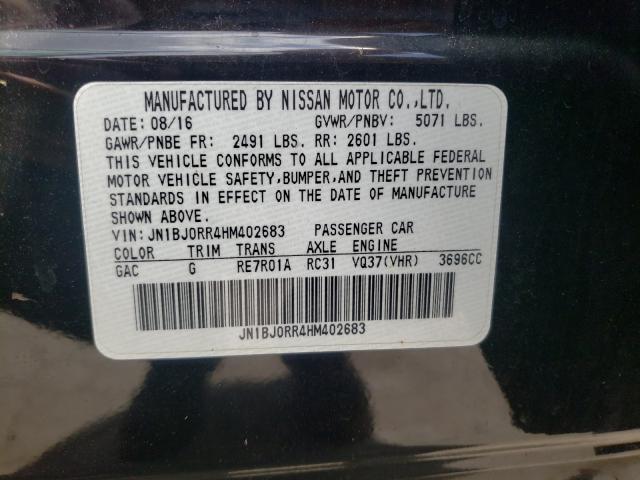 MANUFACTURED BY NISSAN MOTOR CO.,LTD.
DATE: 08/16 GVWR/PNBV: 5071 LBS.
GAWR/PNBE FR: 2491 LBS. RR: 2601 LBS.
THIS VEHICLE CONFORMS TO ALL APPLICABLE FEDERAL
MOTOR VEHICLE SAFETY,BUMPER,AND THEFT PREVENTION
STANDARDS IN EFFECT ON THE DATE OF MANUFACTURE
SHOWN ABOVE.
VIN: JN1BJ0RR4HM402683 PASSENGER CAR
COLOR TRIM TRANS AXLE ENGINE
GAC G RE7R01A RC31 VQ37(VHR) 3696CC
JN1BJ0RR4HM402683